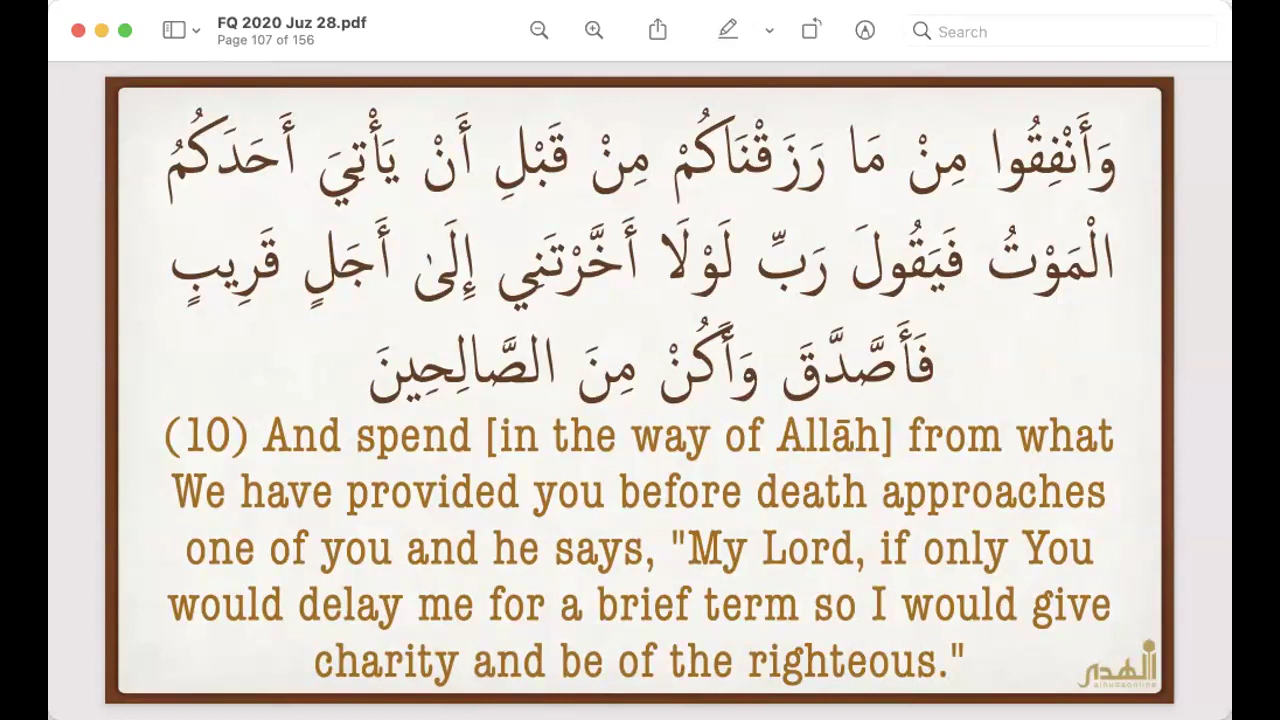 FQ 2020 Juz 28.pdf
Page 107 of 156
Search
وَأَنْفِقُوا مِنْ مَا رَزَقْنَاكُمْ مِنْ قَبْلِ أَنْ يَأْتِيَ أَحَدَكُمُ
الْمَوْتُ فَيَقُولَ رَبِّ لَوْلَا أَخَّرْتَنِي إِلَىٰ أَجَلٍ قَرِيبٍ
فَأَصَّدَّقَ وَأَكُنْ مِنَ الصَّالِحِينَ
(10) And spend [in the way of Allāh] from what
We have provided you before death approaches
one of you and he says, "My Lord, if only You
would delay me for a brief term so I would give
charity and be of the righteous."
الهدى
alhudaonline